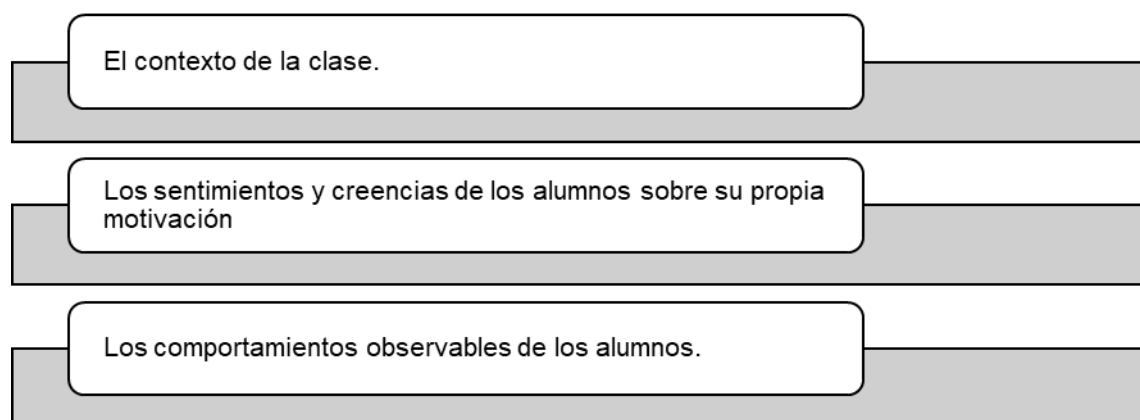 El contexto de la clase.
Los sentimientos y creencias de los alumnos sobre su propia
motivación
Los comportamientos observables de los alumnos.